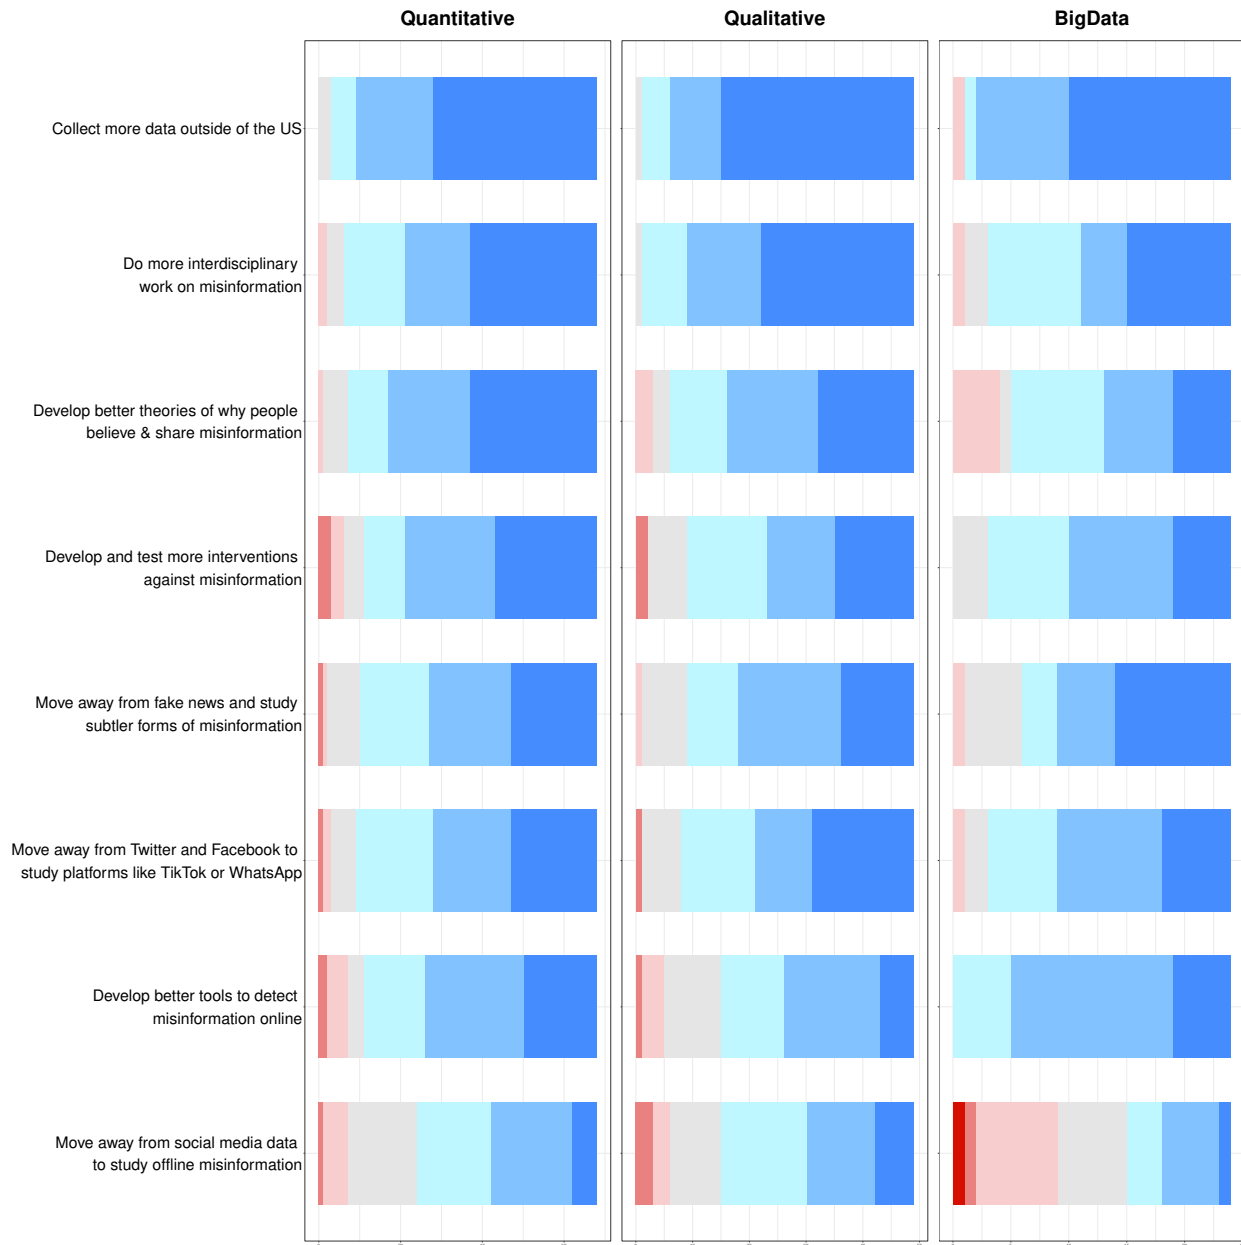 Quantitative
Qualitative
BigData
Collect more data outside of the US
Do more interdisciplinary
work on misinformation
Develop better theories of why people
believe & share misinformation
Develop and test more interventions
against misinformation
Move away from fake news and study
subtler forms of misinformation
Move away from Twitter and Facebook to
study platforms like TikTok or WhatsApp
Develop better tools to detect
misinformation online
Move away from social media data
to study offline misinformation